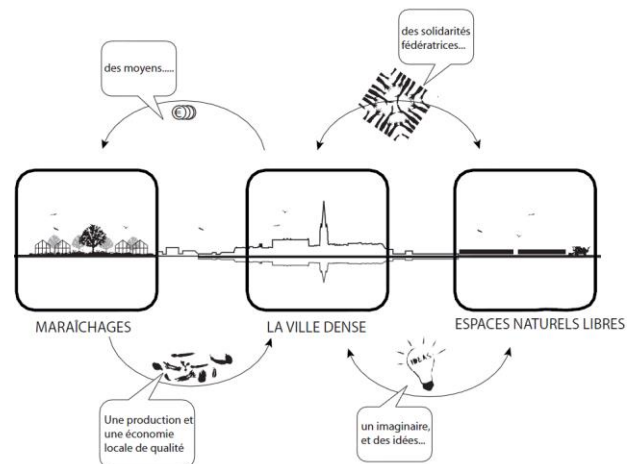 des moyens.....
des solidarités
fédératrices...
MARAÎCHAGES
LA VILLE DENSE
ESPACES NATURELS LIBRES
IDEAS
Une production et
une économie
locale de qualité
un imaginaire,
et des idées...